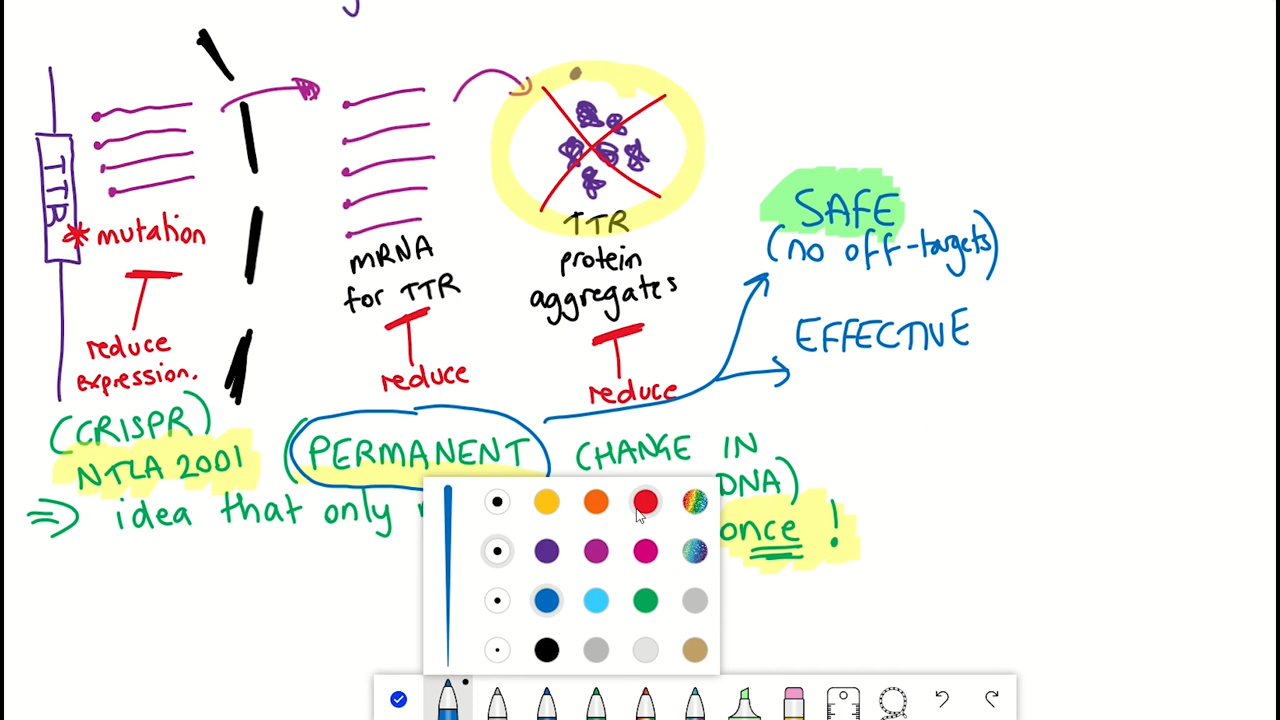 TTR
* mutation
reduce
expression.
mRNA
for TTR
reduce
TTR
protein
aggregates
reduce
SAFE
(no off-targets)
EFFECTIVE
(CRISPR)
NTLA 2001
(PERMANENT CHANGE IN
DNA)
=> idea that only
once !